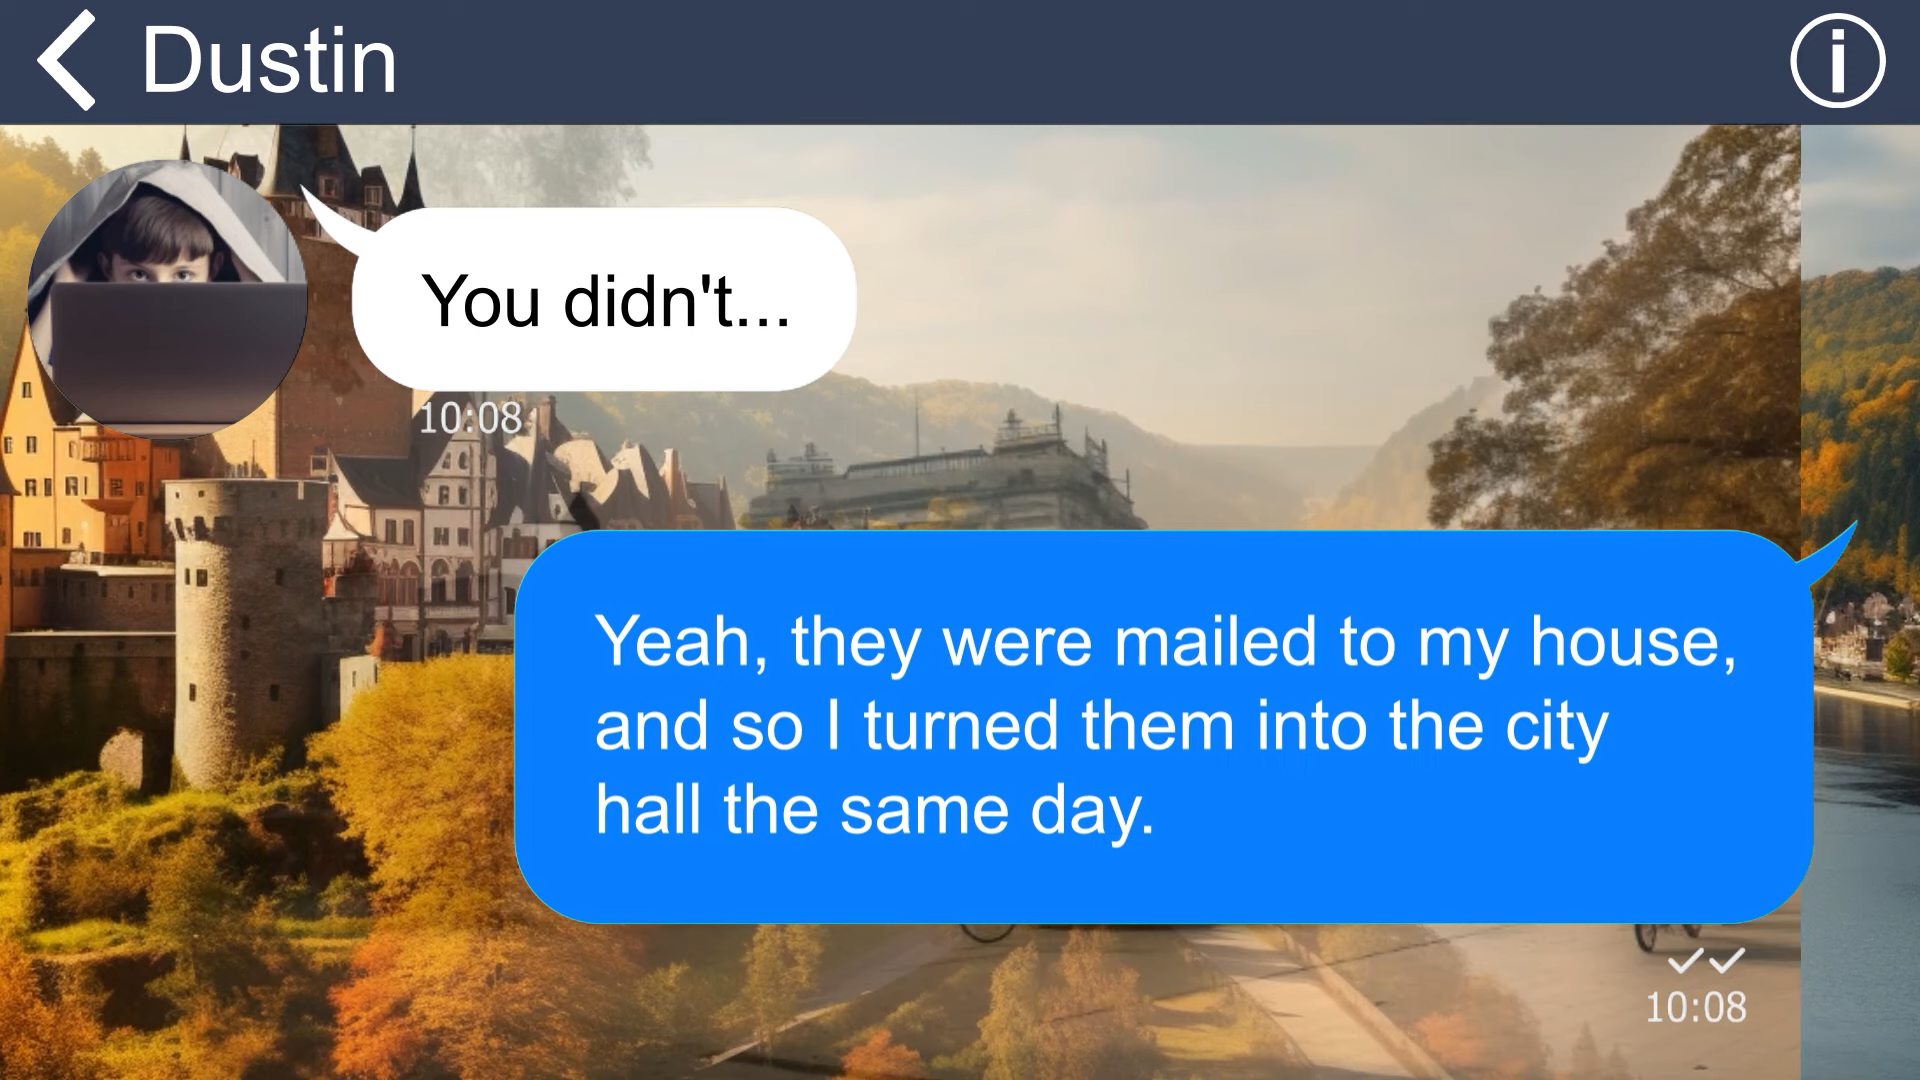 Dustin
You didn't...
10:08
Yeah, they were mailed to my house,
and so I turned them into the city
hall the same day.
10:08